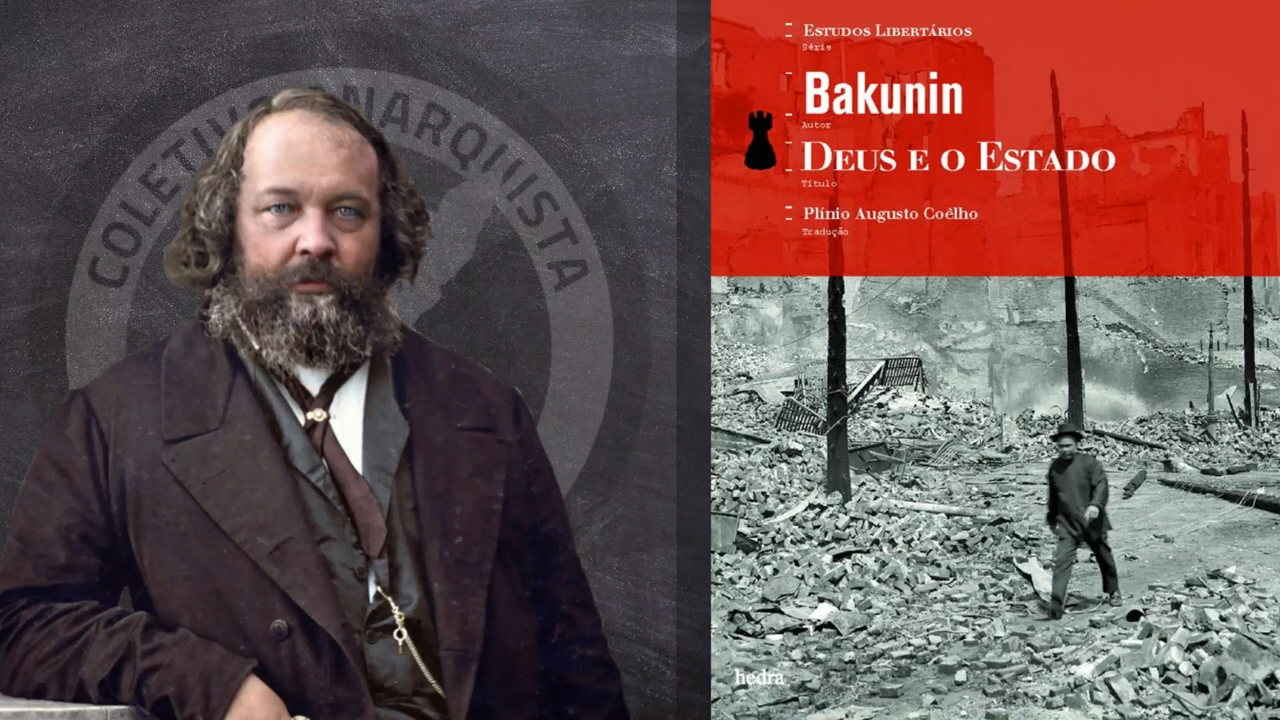 COLETIVO ANARQUISTA
ESTUDOS LIBERTÁRIOS
Série
Bakunin
Autor
DEUS E O ESTADO
Título
Plínio Augusto Coêlho
Tradução
hedra